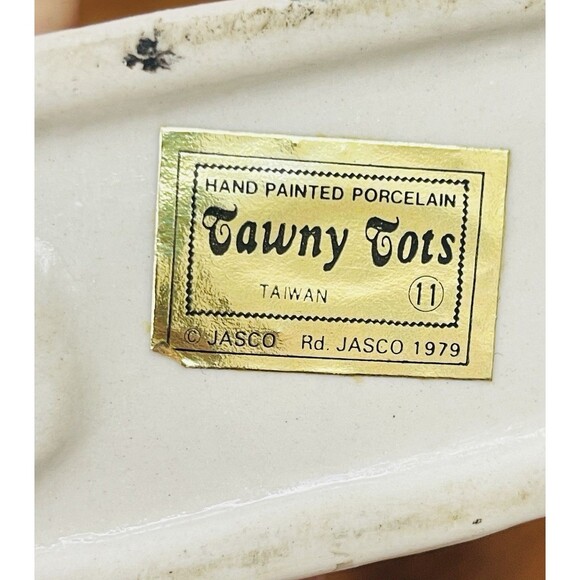 HAND PAINTED PORCELAIN
Tawny Tots
TAIWAN 11
© JASCO Rd. JASCO 1979